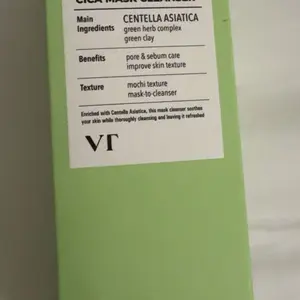 CICA MASK CLEANSER
Main Ingredients
CENTELLA ASIATICA
green herb complex
green clay
Benefits
pore & sebum care
improve skin texture
Texture
mochi texture
mask-to-cleanser
Enriched with Centella Asiatica, this mask cleanser soothes
your skin while thoroughly cleansing and leaving it refreshed
VT